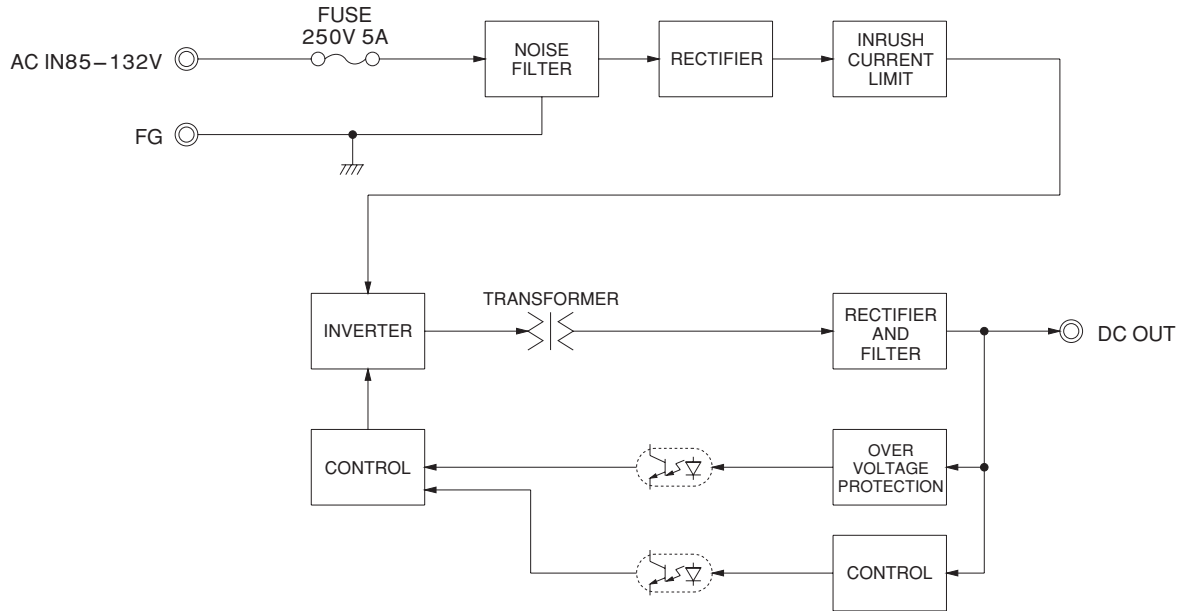 FUSE
250V 5A
AC IN85–132V
NOISE
FILTER
RECTIFIER
INRUSH
CURRENT
LIMIT
FG
INVERTER
TRANSFORMER
RECTIFIER
AND
FILTER
DC OUT
CONTROL
OVER
VOLTAGE
PROTECTION
CONTROL